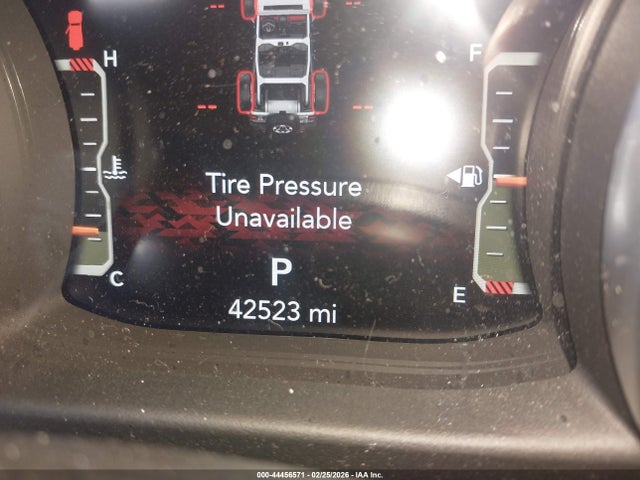 H
F
-- --
-- --
Tire Pressure
Unavailable
C
P
E
42523 mi
000-44456571 - 02/25/2026 - IAA Inc.